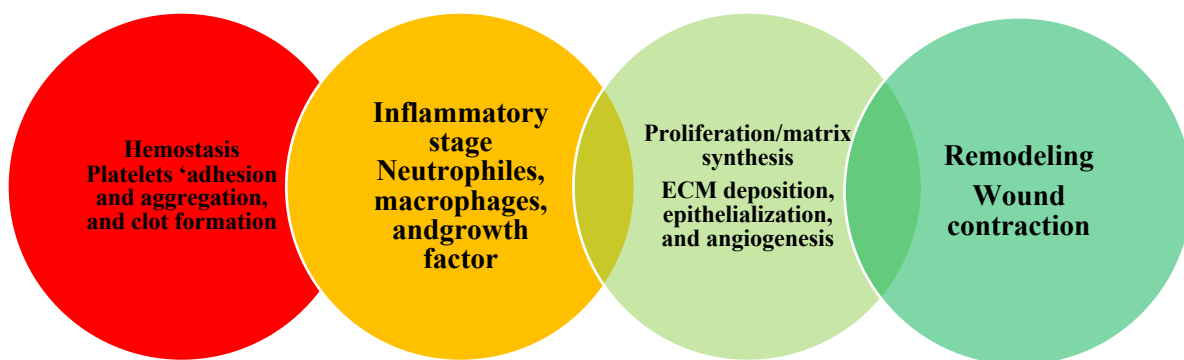 Hemostasis
Platelets ‘adhesion
and aggregation,
and clot formation
Inflammatory
stage
Neutrophiles,
macrophages,
andgrowth
factor
Proliferation/matrix
synthesis
ECM deposition,
epithelialization,
and angiogenesis
Remodeling
Wound
contraction